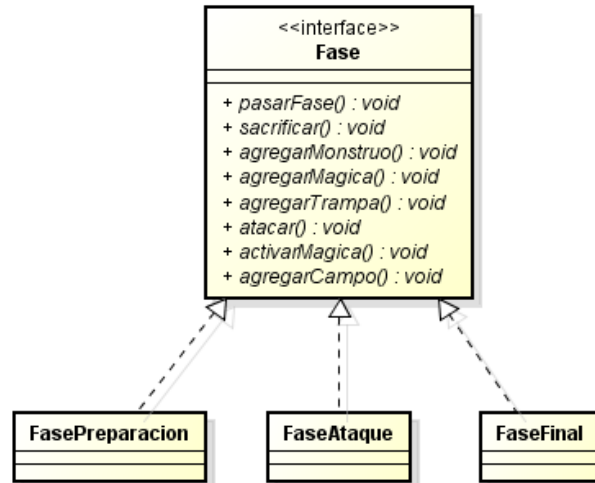 <<interface>>
Fase
+ pasarFase() : void
+ sacrificar() : void
+ agregarMonstruo() : void
+ agregarMagica() : void
+ agregarTrampa() : void
+ atacar() : void
+ activarMagica() : void
+ agregarCampo() : void
FasePreparacion
FaseAtaque
FaseFinal